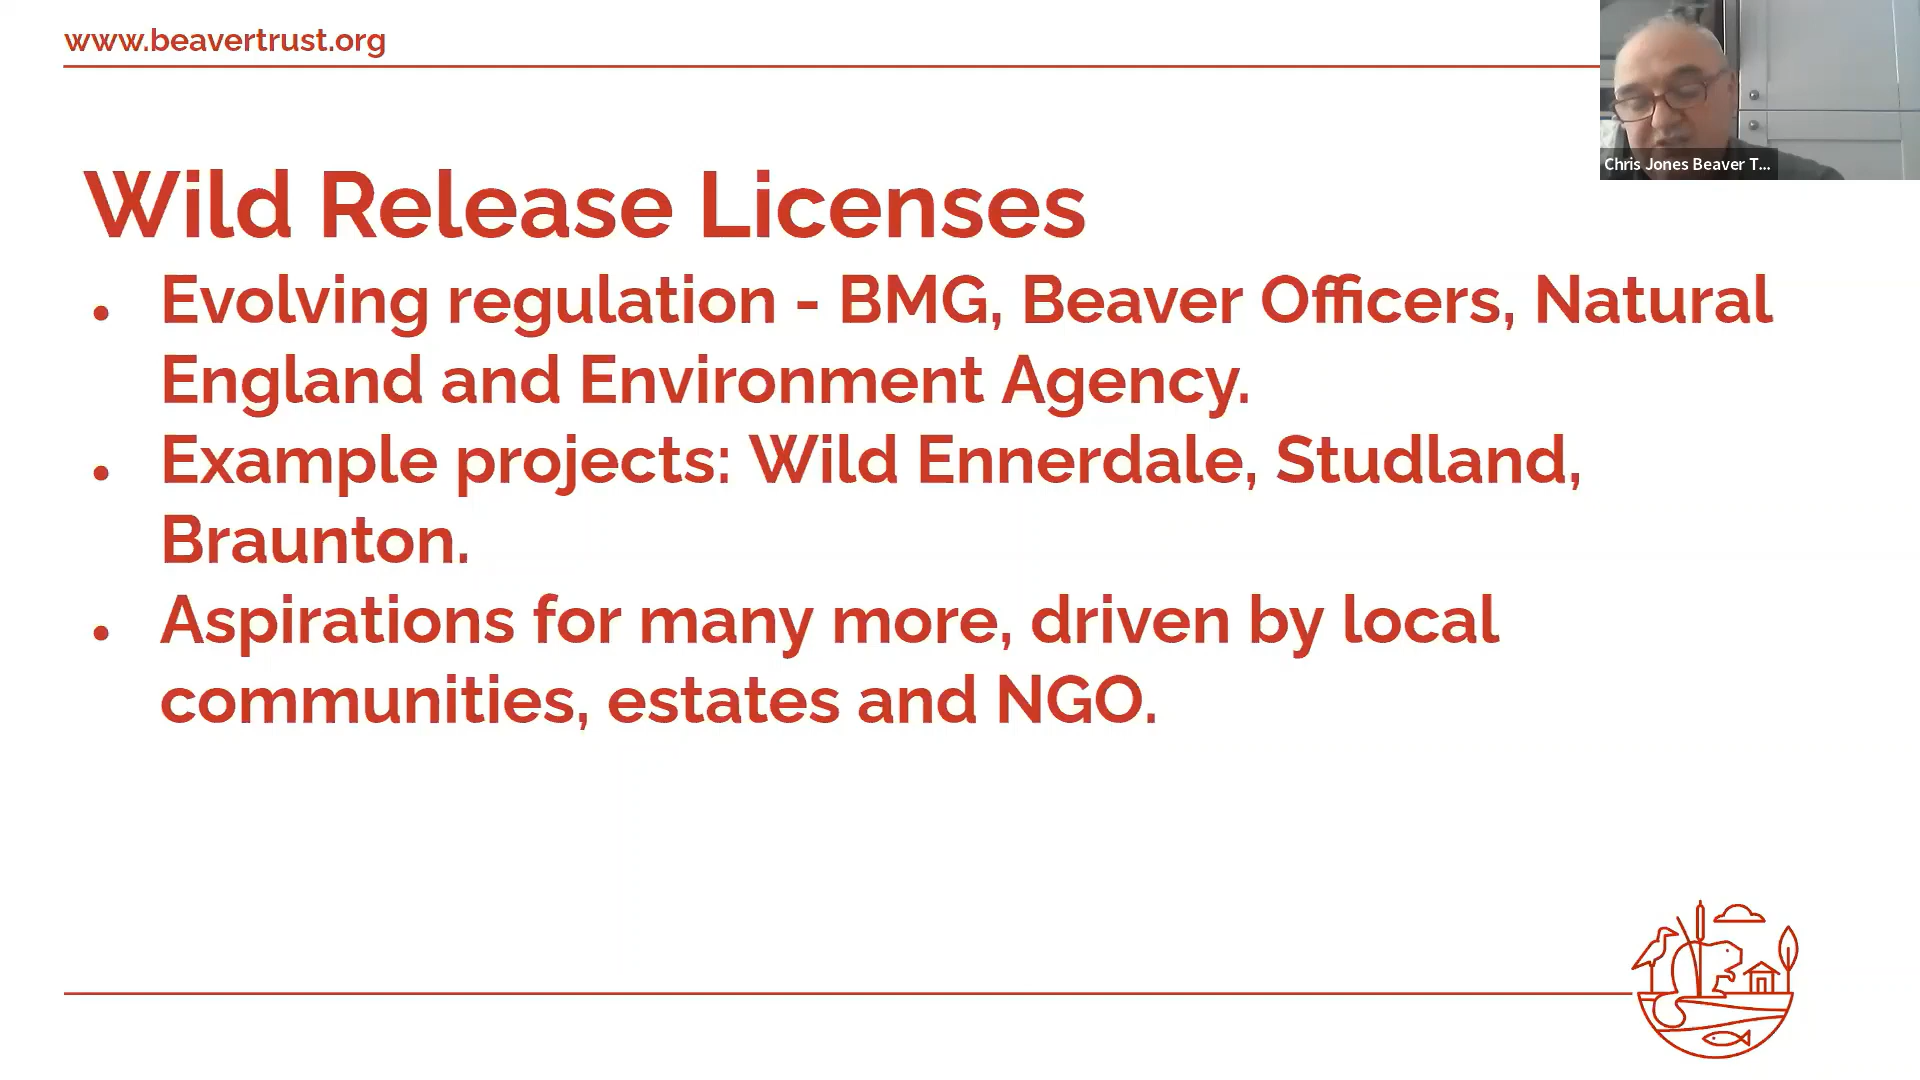 www.beavertrust.org
Chris Jones Beaver T...
Wild Release Licenses
• Evolving regulation - BMG, Beaver Officers, Natural
England and Environment Agency.
• Example projects: Wild Ennerdale, Studland,
Braunton.
• Aspirations for many more, driven by local
communities, estates and NGO.